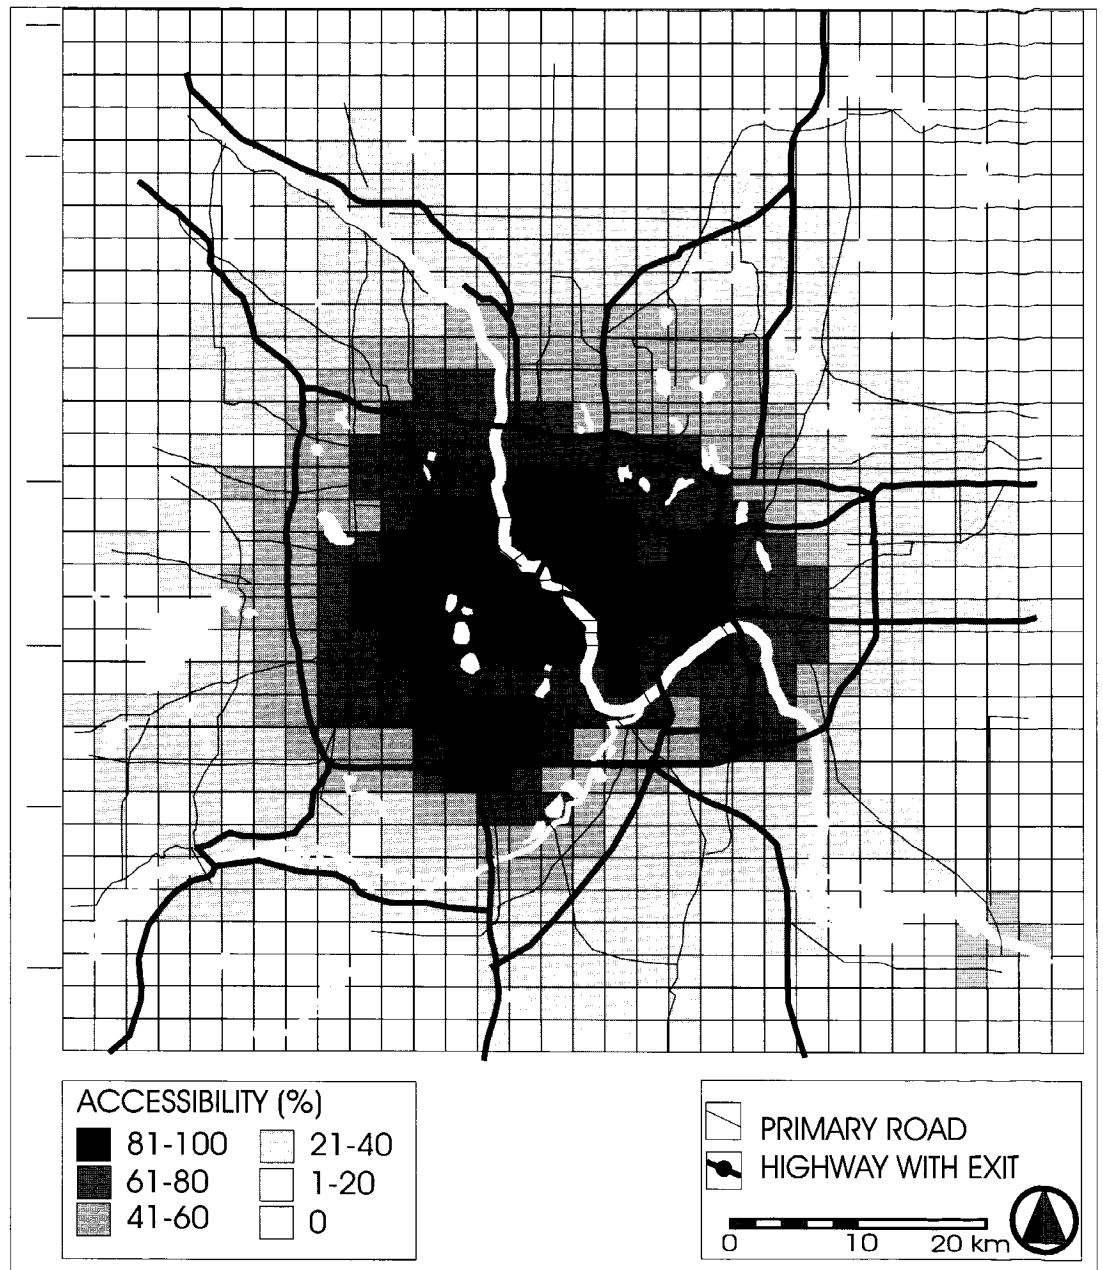 ACCESSIBILITY (%)
81-100 21-40
61-80 1-20
41-60 0
PRIMARY ROAD
HIGHWAY WITH EXIT
0 10 20 km